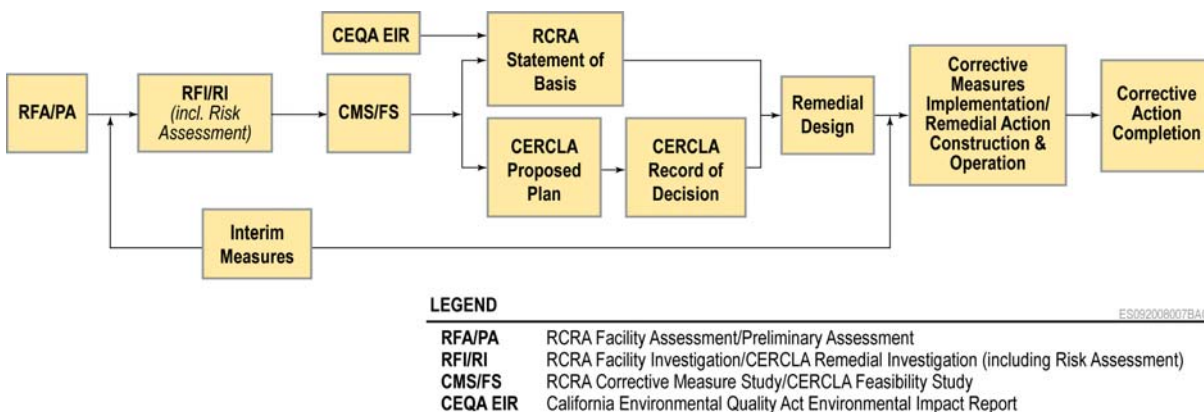 CEQA EIR
RCRA
Statement of
Basis
RFA/PA
RFI/RI
(incl. Risk
Assessment)
CMS/FS
CERCLA
Proposed
Plan
CERCLA
Record of
Decision
Remedial
Design
Corrective
Measures
Implementation/
Remedial Action
Construction &
Operation
Corrective
Action
Completion
Interim
Measures
LEGEND
RFA/PA RCRA Facility Assessment/Preliminary Assessment
RFI/RI RCRA Facility Investigation/CERCLA Remedial Investigation (including Risk Assessment)
CMS/FS RCRA Corrective Measure Study/CERCLA Feasibility Study
CEQA EIR California Environmental Quality Act Environmental Impact Report